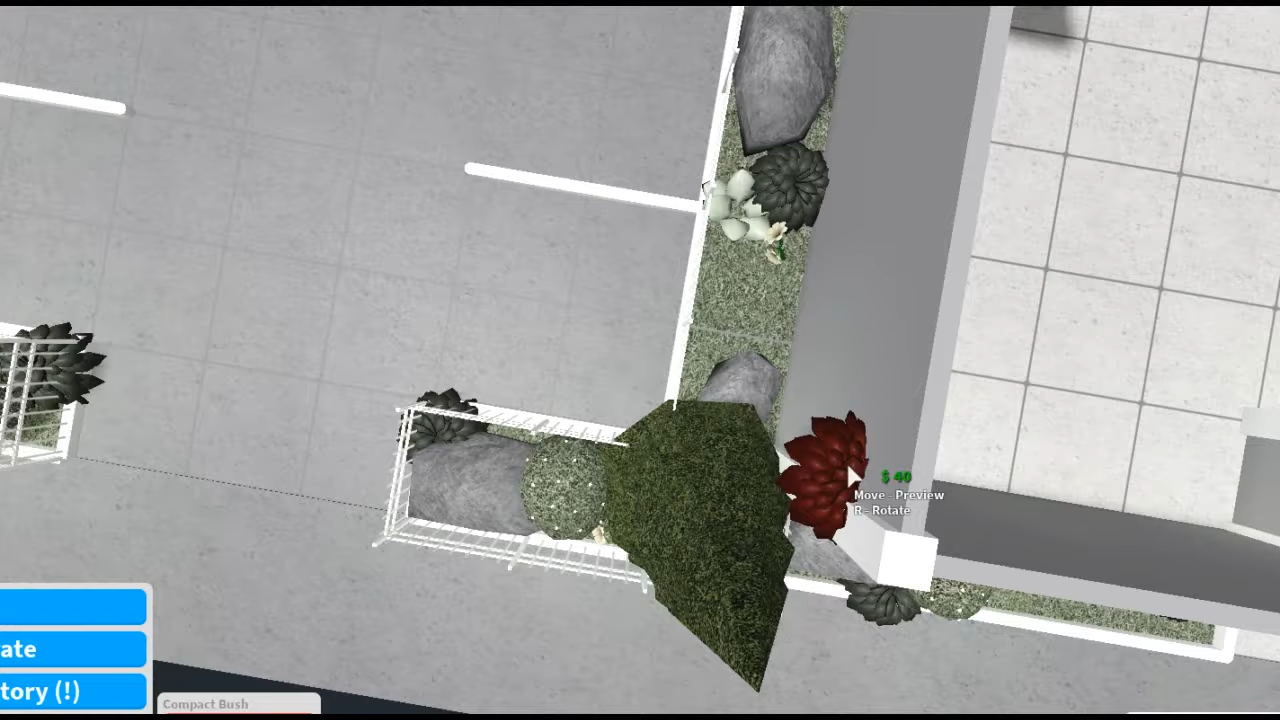 $ 40
Move - Preview
R - Rotate
ate
tory (!)
Compact Bush